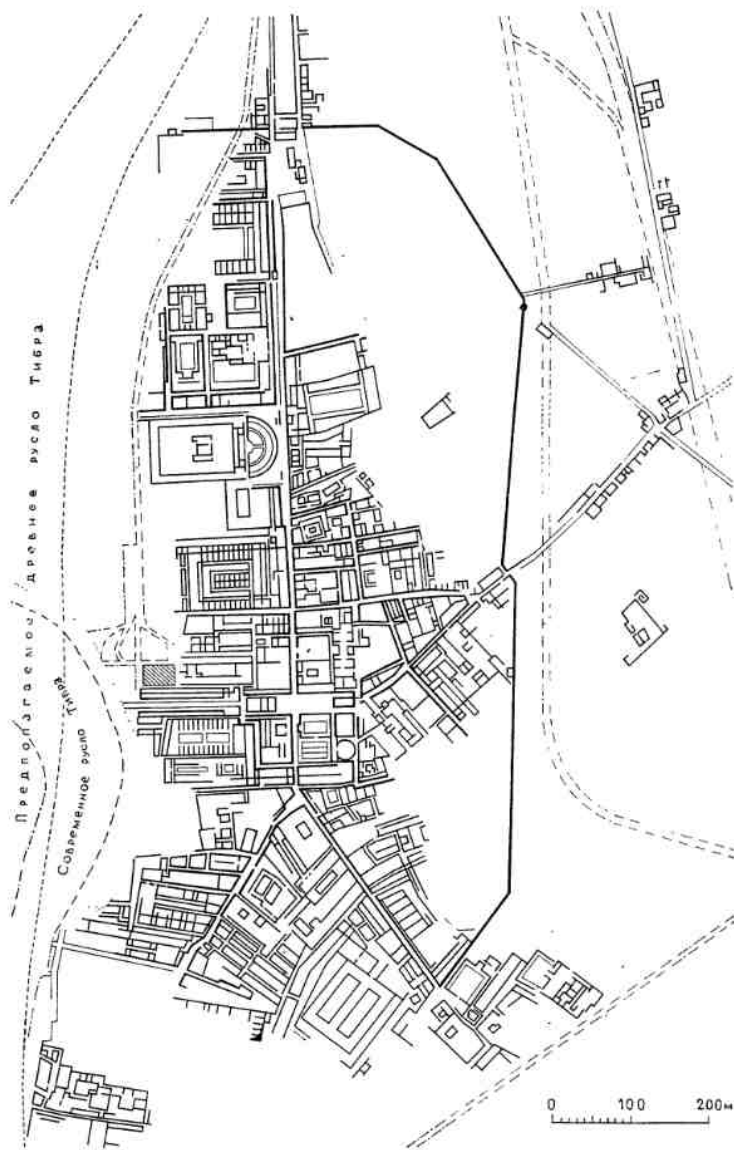 Предполагаемое древнее русло Тибра
Современное русло Тибра
0 100 200м